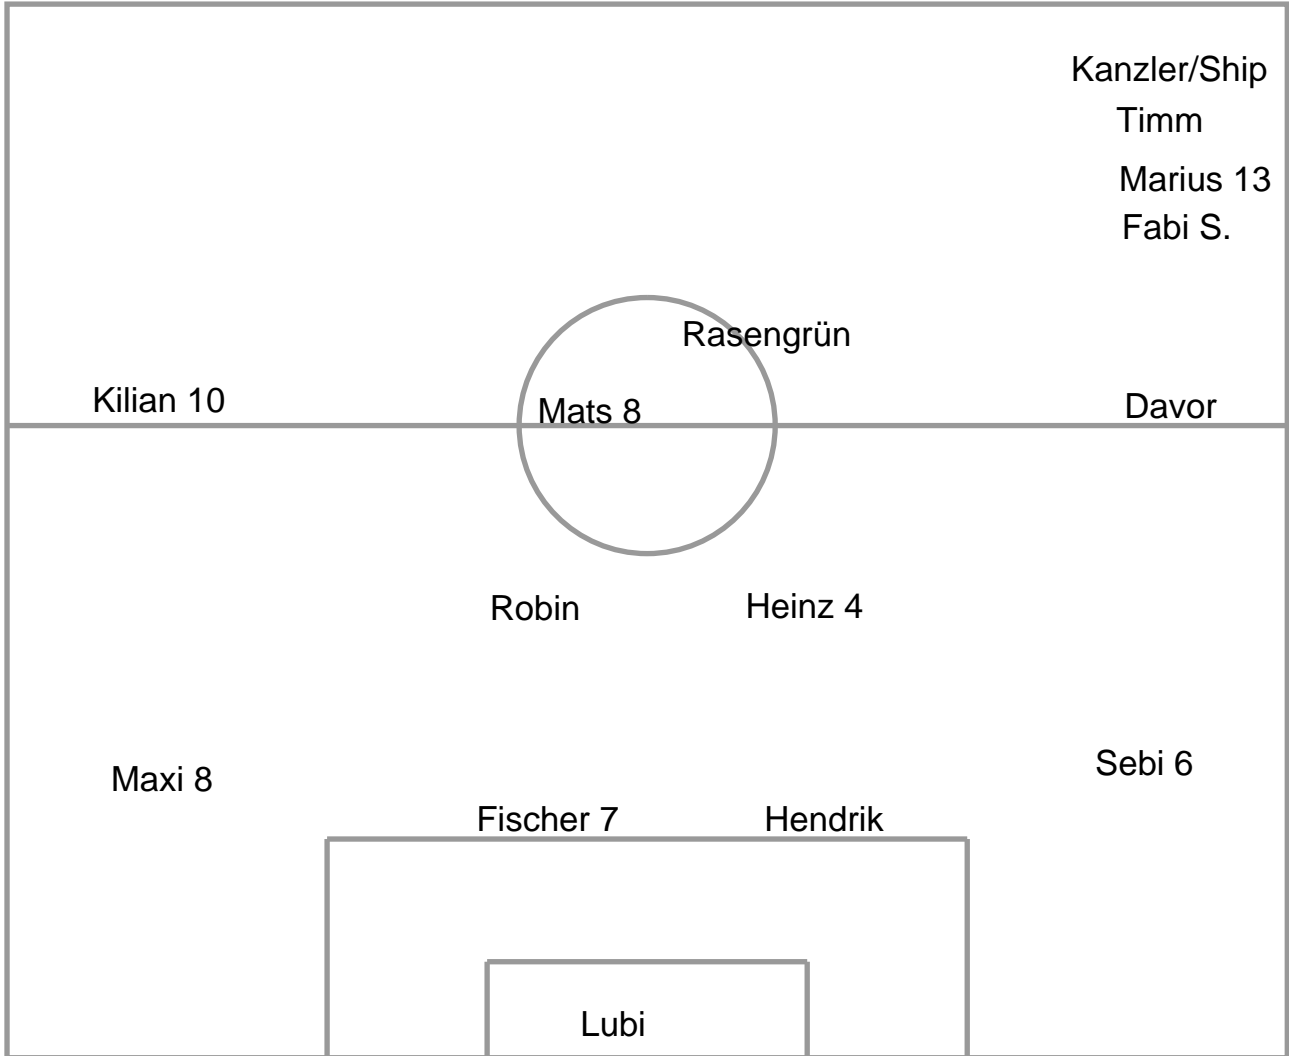 Kanzler/Ship
Timm
Marius 13
Fabi S.
Rasengrün
Kilian 10
Mats 8
Davor
Robin
Heinz 4
Maxi 8
Sebi 6
Fischer 7
Hendrik
Lubi